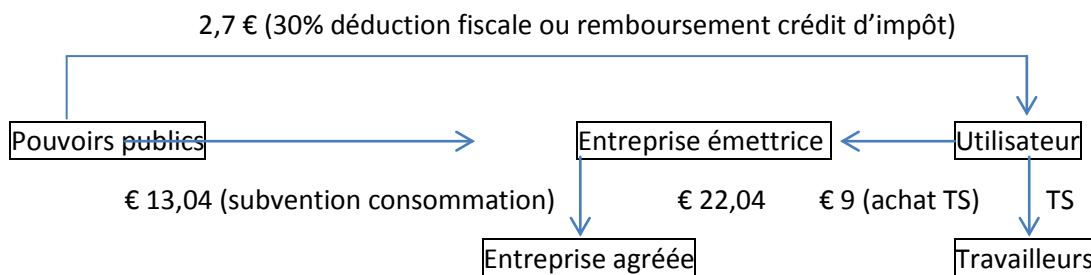 2,7 € (30% déduction fiscale ou remboursement crédit d’impôt)
Pouvoirs publics Entreprise émettrice Utilisateur
€ 13,04 (subvention consommation) € 22,04 € 9 (achat TS) TS
Entreprise agréée Travailleurs